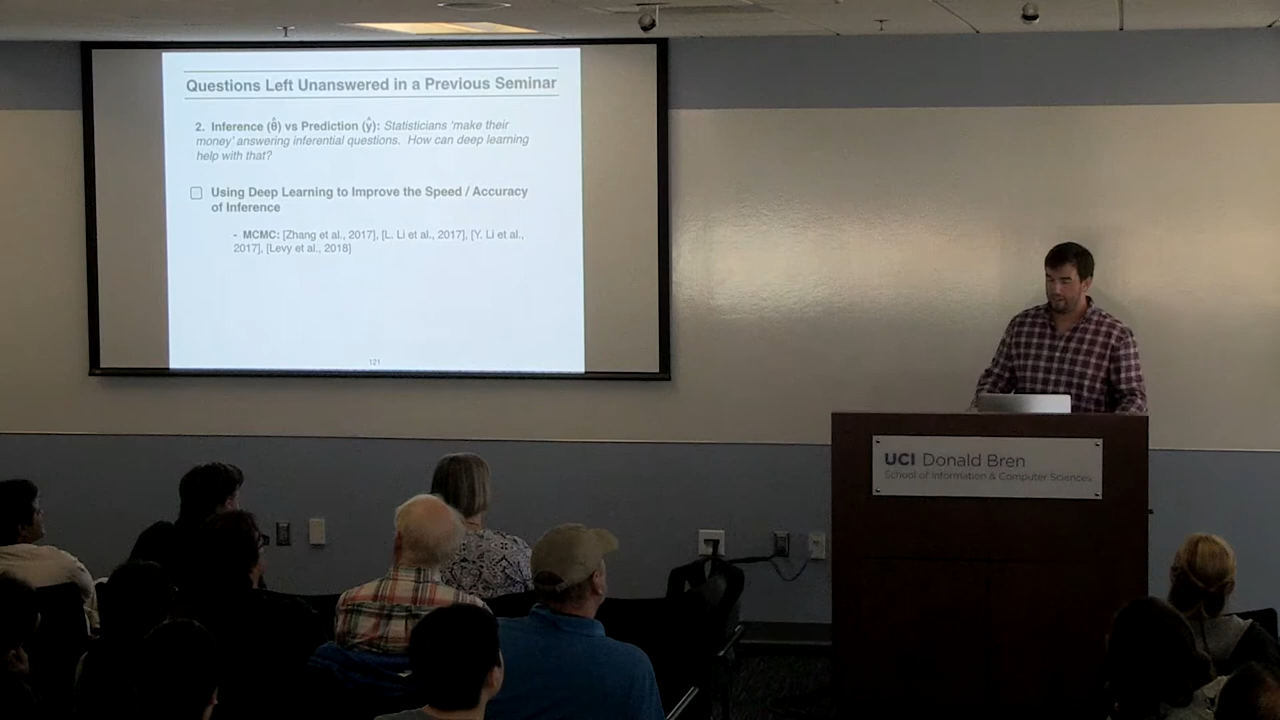 Questions Left Unanswered in a Previous Seminar
2. Inference (θ̂) vs Prediction (ŷ): Statisticians 'make their
money' answering inferential questions. How can deep learning
help with that?
Using Deep Learning to Improve the Speed / Accuracy
of Inference
- MCMC: [Zhang et al., 2017], [L. Li et al., 2017], [Y. Li et al.,
2017], [Levy et al., 2018]
121
UCI Donald Bren
School of Information & Computer Sciences